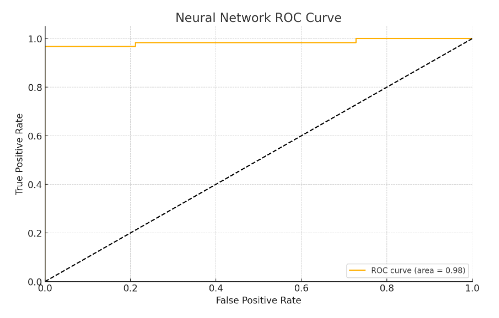 Neural Network ROC Curve
1.0
0.8
0.6
0.4
0.2
0.0
True Positive Rate
0.0 0.2 0.4 0.6 0.8 1.0
False Positive Rate
ROC curve (area = 0.98)